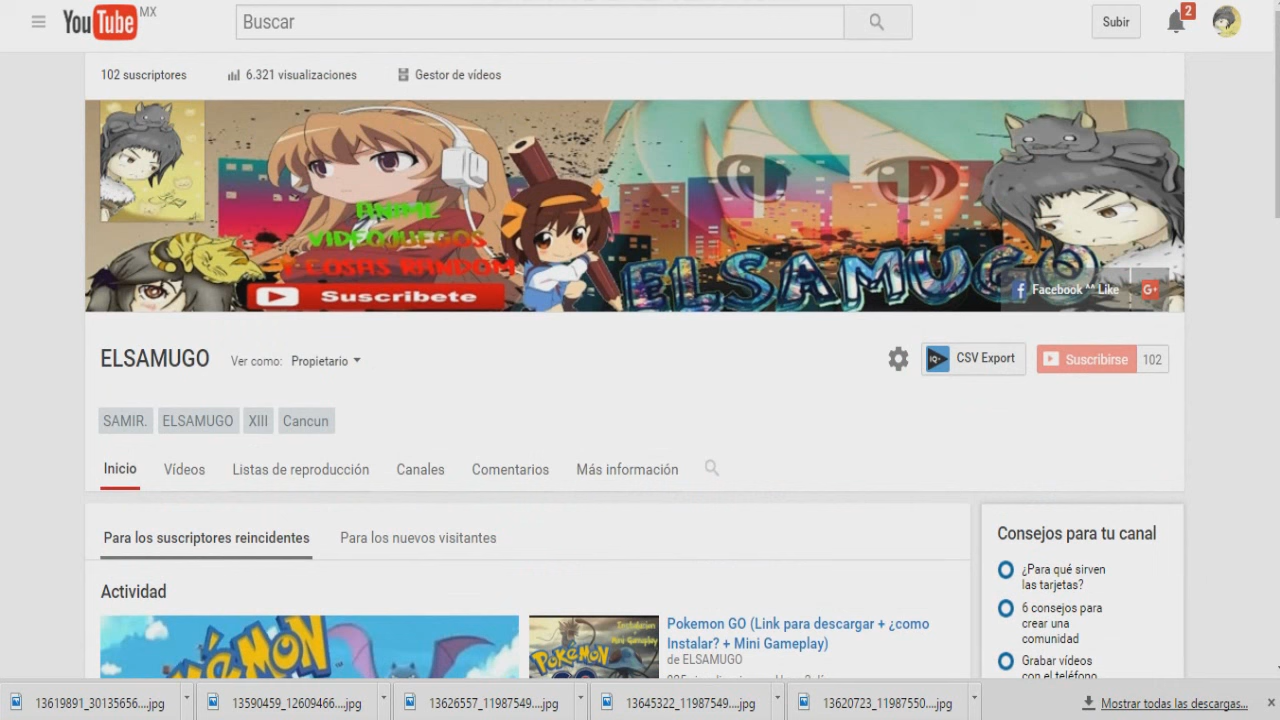 YouTube MX
Buscar
Subir
2
102 suscriptores
6.321 visualizaciones
Gestor de vídeos
ANIME
VIDEOJUEGOS
Y COSAS RANDOM
Suscribete
ELSAMUGO
Facebook ^^ Like
G+
ELSAMUGO
Ver como: Propietario
CSV Export
Suscribirse
102
SAMIR.
ELSAMUGO
XIII
Cancun
Inicio
Vídeos
Listas de reproducción
Canales
Comentarios
Más información
Para los suscriptores reincidentes
Para los nuevos visitantes
Actividad
Pokemon GO (Link para descargar + ¿como
Instalar? + Mini Gameplay)
de ELSAMUGO
POKÉMON
Instalacion
Mini Gameplay
POKÉMON
Consejos para tu canal
¿Para qué sirven
las tarjetas?
6 consejos para
crear una
comunidad
Grabar vídeos
con el teléfono
13619891_30135656....jpg
13590459_12609466....jpg
13626557_11987549....jpg
13645322_11987549....jpg
13620723_11987550....jpg
Mostrar todas las descargas...